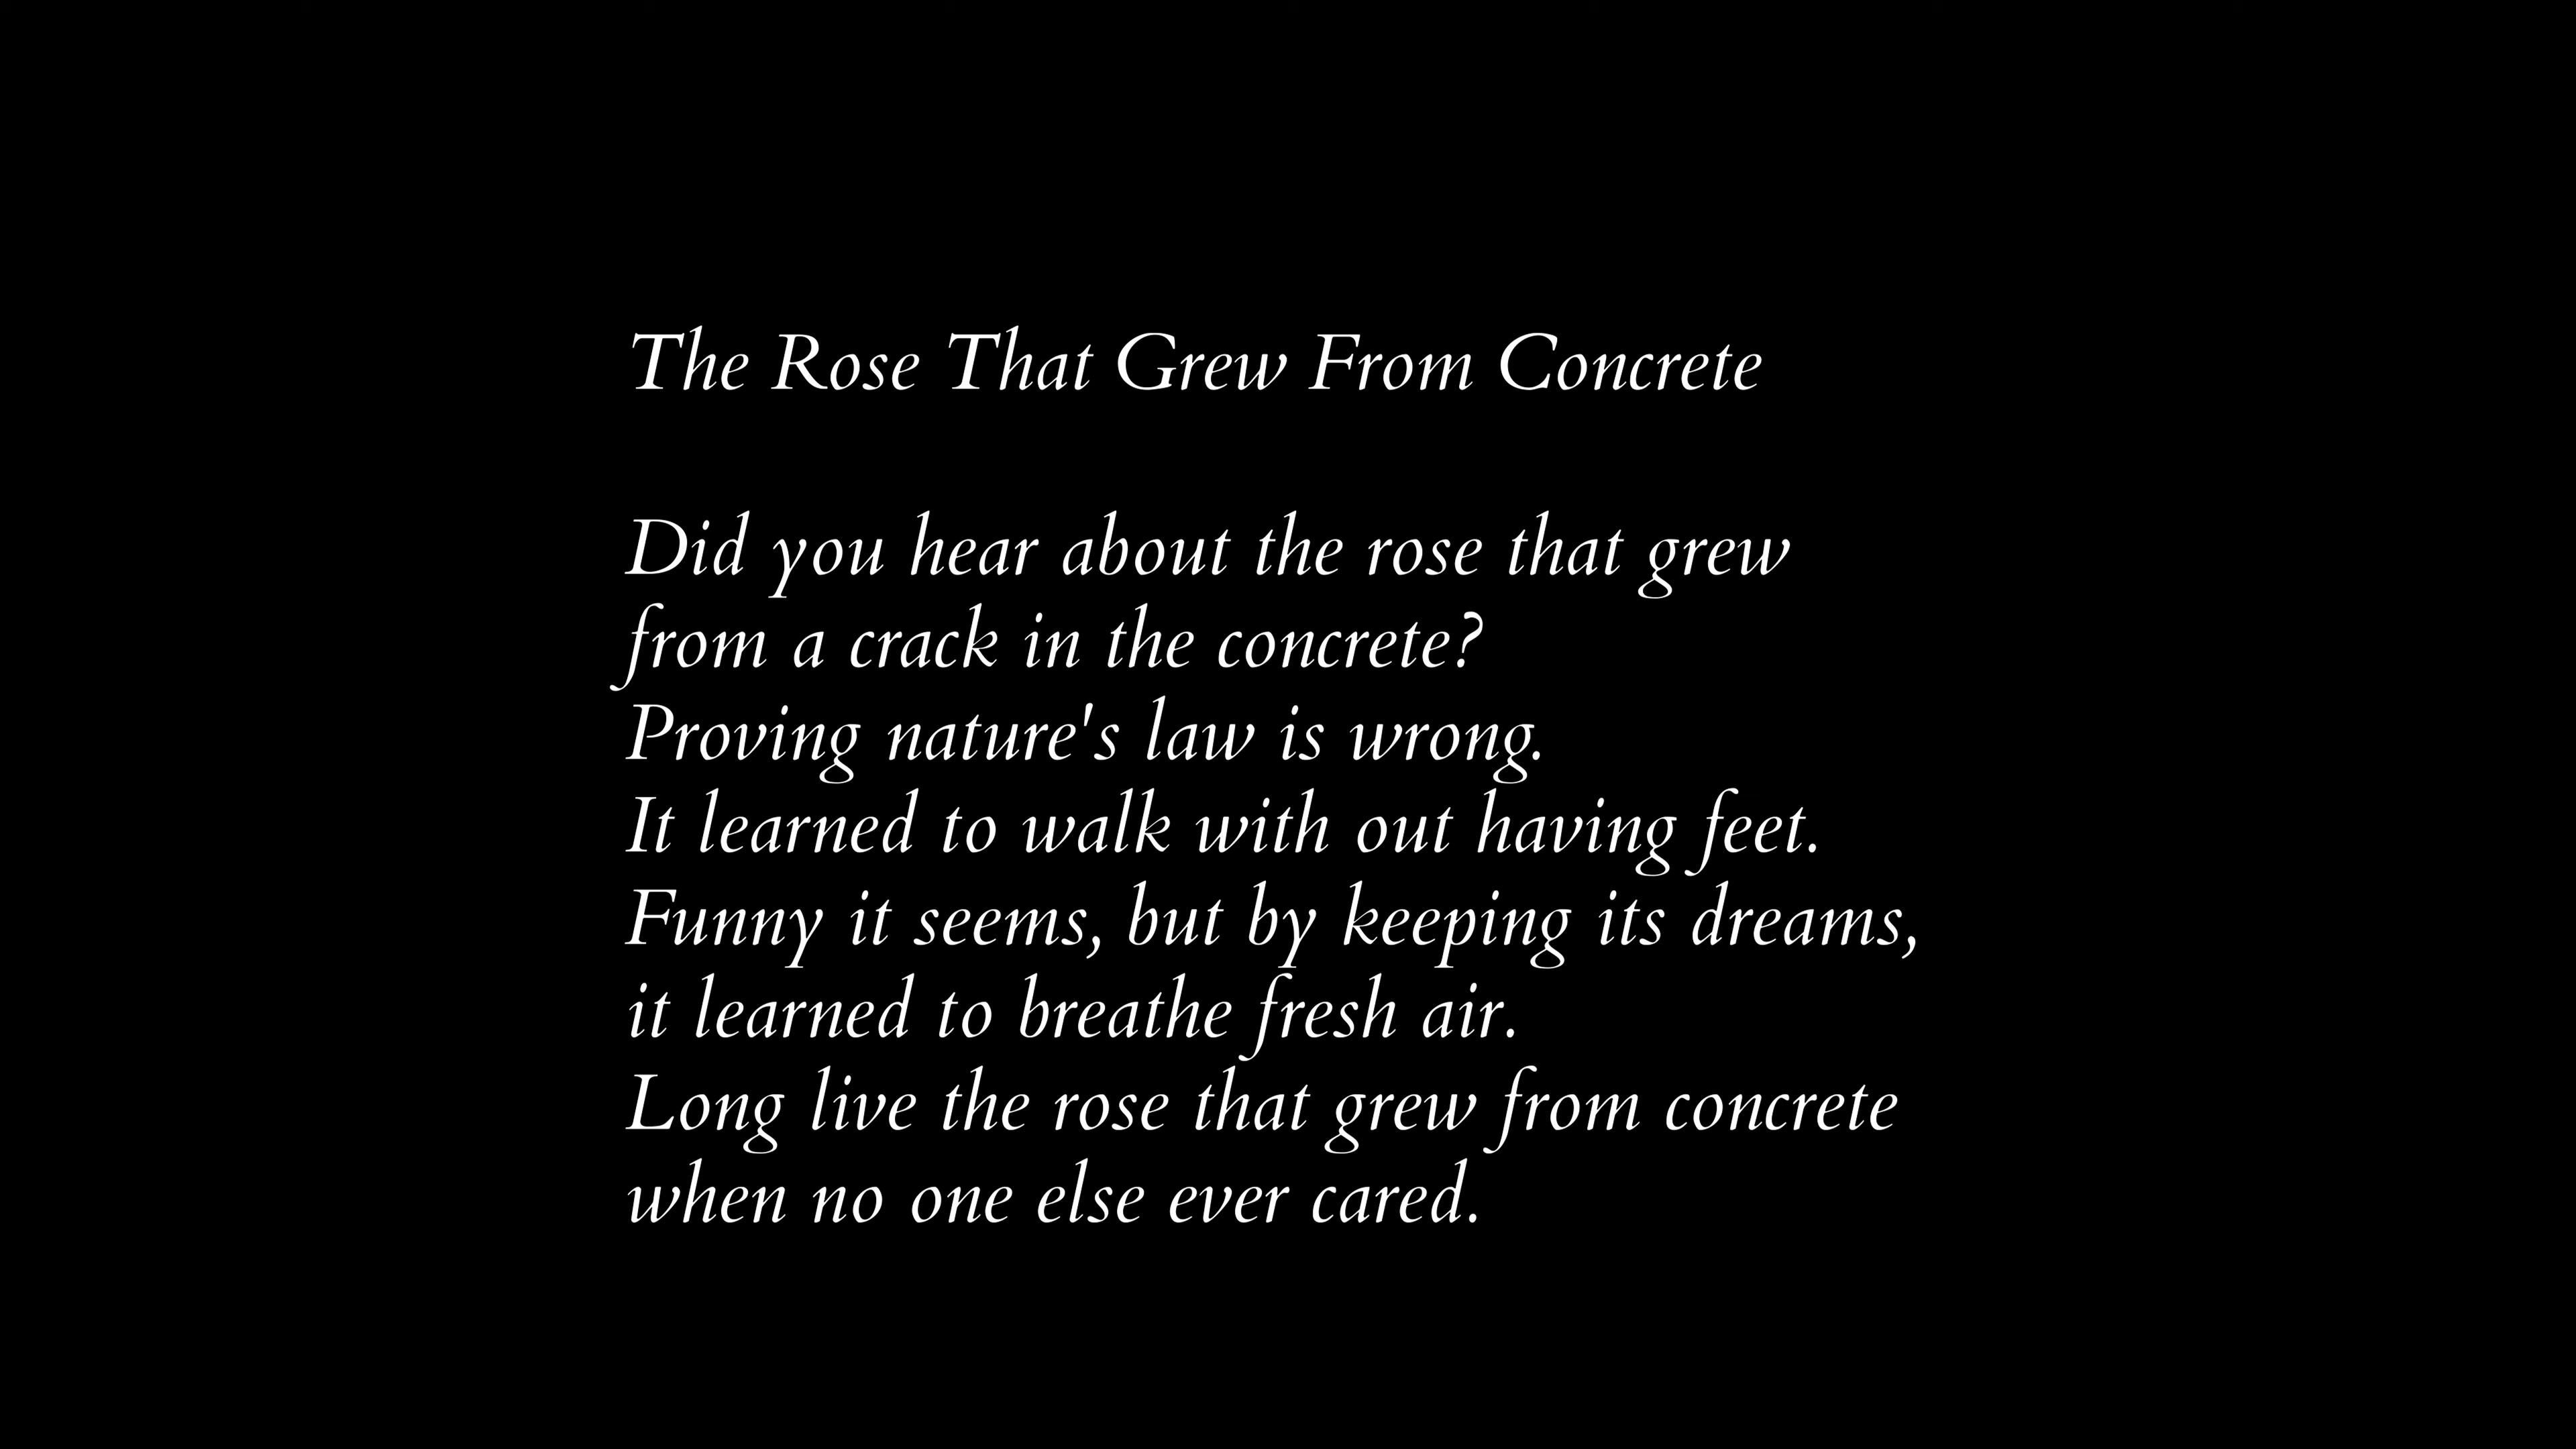 The Rose That Grew From Concrete
Did you hear about the rose that grew
from a crack in the concrete?
Proving nature's law is wrong.
It learned to walk with out having feet.
Funny it seems, but by keeping its dreams,
it learned to breathe fresh air.
Long live the rose that grew from concrete
when no one else ever cared.